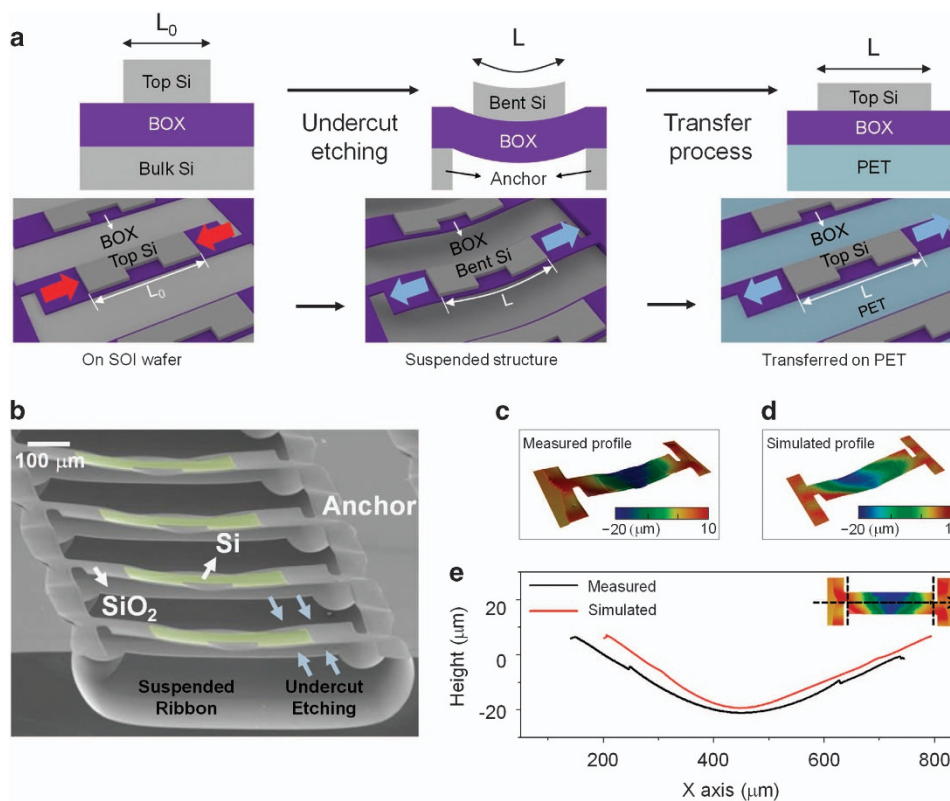 a
L₀
Top Si
BOX
Bulk Si
Undercut
etching
L
Bent Si
BOX
Anchor
Transfer
process
L
Top Si
BOX
PET
BOX
Top Si
L₀
On SOI wafer
BOX
Bent Si
L
Suspended structure
BOX
Top Si
L
PET
Transferred on PET
b
100 μm
Anchor
Si
SiO₂
Suspended
Ribbon
Undercut
Etching
c
Measured profile
−20 (μm) 10
d
Simulated profile
−20 (μm) 1
e
Measured
Simulated
Height (μm)
20
0
−20
200 400 600 800
X axis (μm)